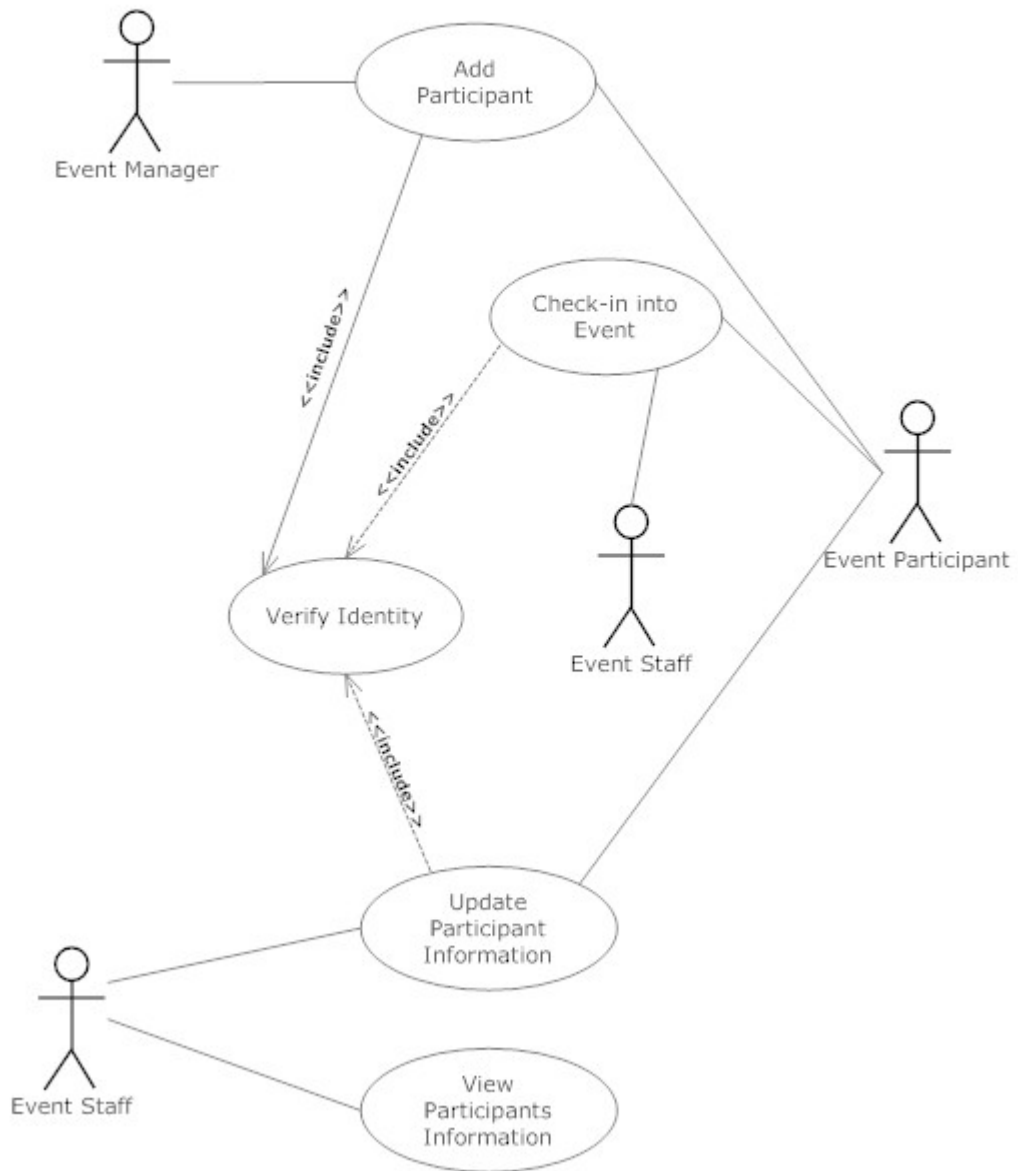 Add
Participant
Event Manager
<<include>>
Check-in into
Event
<<include>>
Event Participant
Verify Identity
Event Staff
<<include>>
Update
Participant
Information
Event Staff
View
Participants
Information